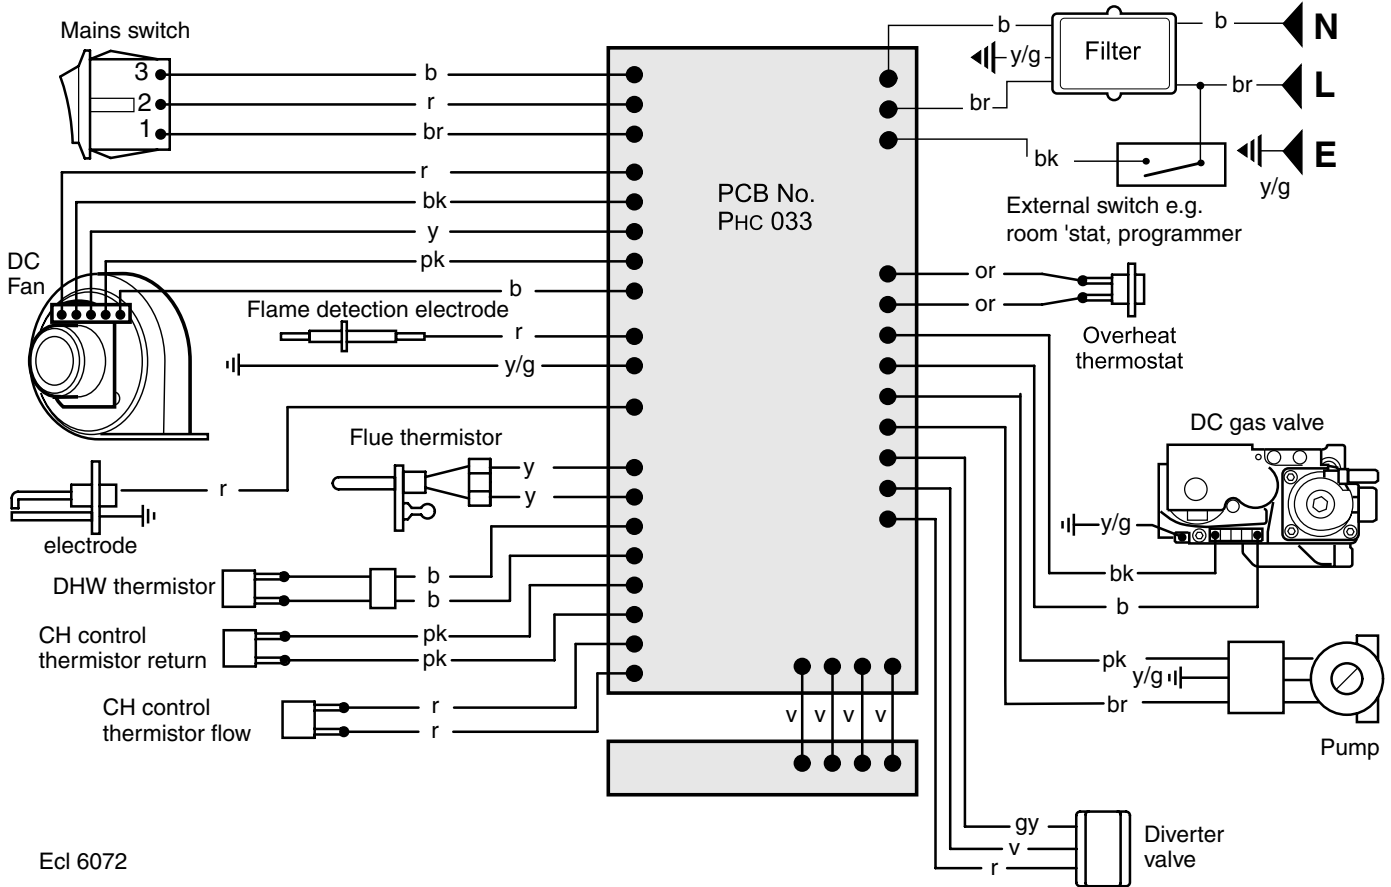 Mains switch
3
2
1
b
r
br
r
bk
y
pk
b
DC
Fan
Flame detection electrode
r
y/g
Flue thermistor
y
y
r
electrode
DHW thermistor
b
b
CH control
thermistor return
pk
pk
CH control
thermistor flow
r
r
PCB No.
PHC 033
v v v v
b
Filter
b
N
y/g
br
br
L
bk
E
y/g
External switch e.g.
room 'stat, programmer
or
or
Overheat
thermostat
DC gas valve
y/g
bk
b
pk
y/g
br
Pump
gy
v
r
Diverter
valve
Ecl 6072